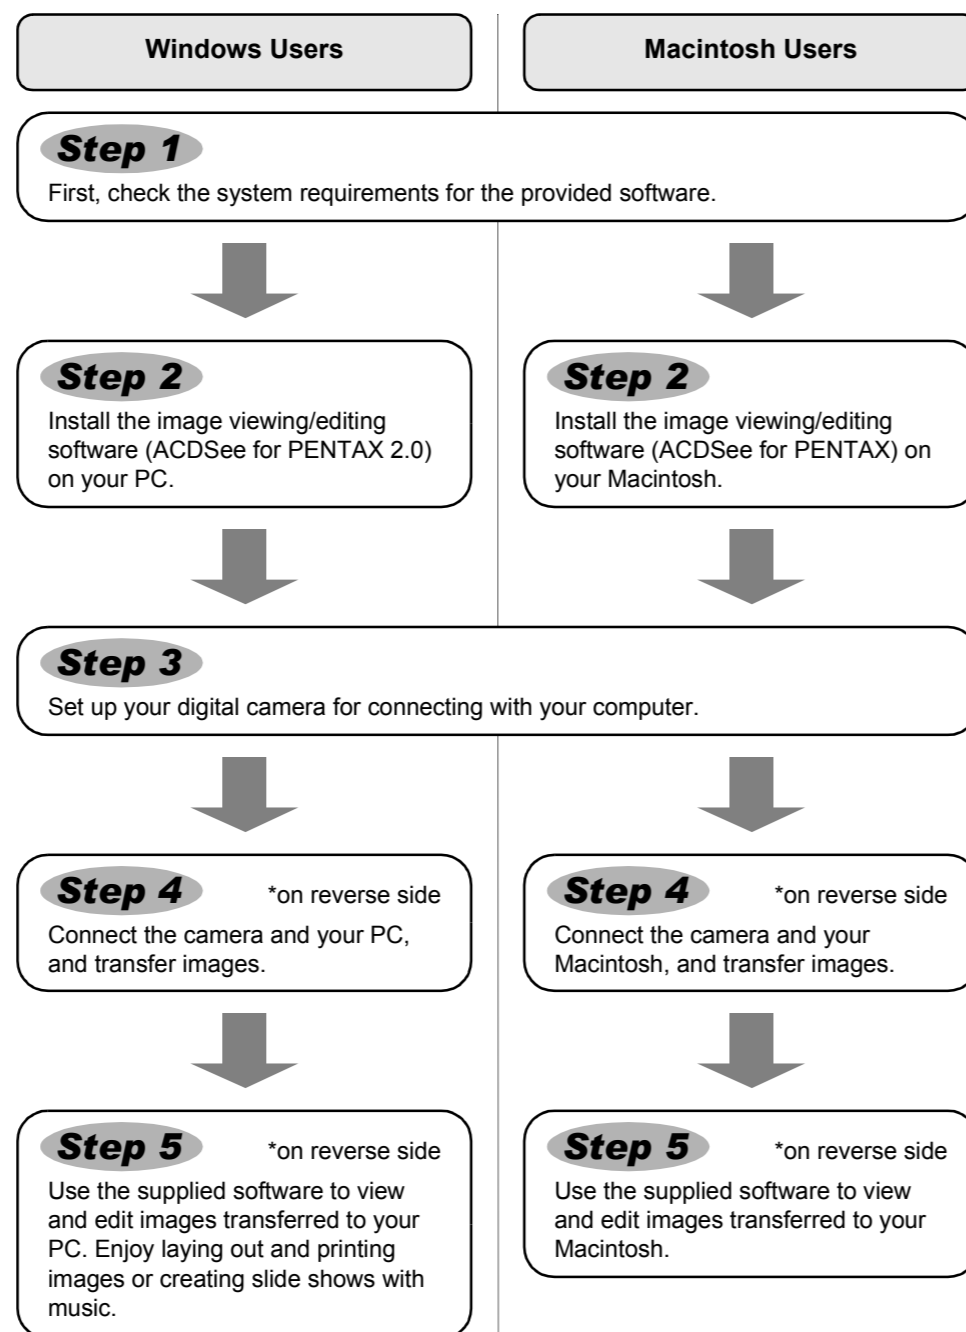 Windows Users
Macintosh Users
Step 1
First, check the system requirements for the provided software.
Step 2
Install the image viewing/editing
software (ACDSee for PENTAX 2.0)
on your PC.
Step 2
Install the image viewing/editing
software (ACDSee for PENTAX) on
your Macintosh.
Step 3
Set up your digital camera for connecting with your computer.
Step 4
*on reverse side
Connect the camera and your PC,
and transfer images.
Step 4
*on reverse side
Connect the camera and your
Macintosh, and transfer images.
Step 5
*on reverse side
Use the supplied software to view
and edit images transferred to your
PC. Enjoy laying out and printing
images or creating slide shows with
music.
Step 5
*on reverse side
Use the supplied software to view
and edit images transferred to your
Macintosh.